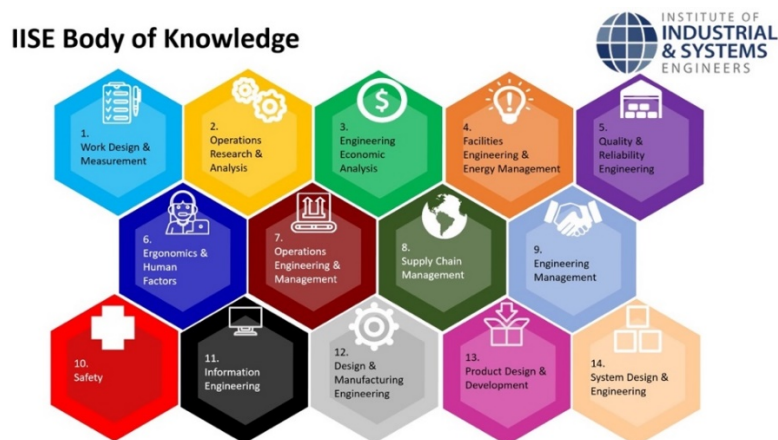 IISE Body of Knowledge
INSTITUTE OF
INDUSTRIAL
& SYSTEMS
ENGINEERS
1.
Work Design &
Measurement
2.
Operations
Research &
Analysis
$
3.
Engineering
Economic
Analysis
4.
Facilities
Engineering &
Energy Management
5.
Quality &
Reliability
Engineering
6.
Ergonomics &
Human
Factors
7.
Operations
Engineering &
Management
8.
Supply Chain
Management
9.
Engineering
Management
10.
Safety
11.
Information
Engineering
12.
Design &
Manufacturing
Engineering
13.
Product Design &
Development
14.
System Design &
Engineering